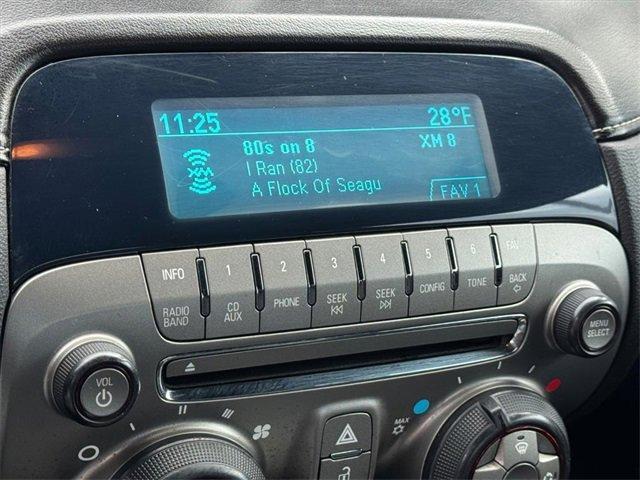 11:25 28°F
80s on 8 XM 8
XM I Ran (82)
A Flock Of Seagu
FAV 1
INFO 1 2 3 4 5 6 FAV
RADIO BAND CD AUX PHONE SEEK SEEK CONFIG TONE BACK
VOL
MENU SELECT
MAX